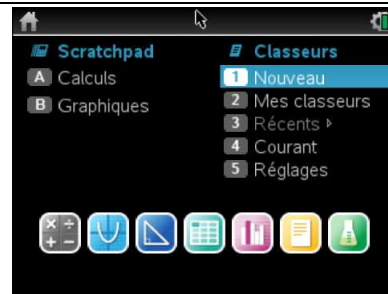 Scratchpad
A Calculs
B Graphiques
Classeurs
1 Nouveau
2 Mes classeurs
3 Récents
4 Courant
5 Réglages